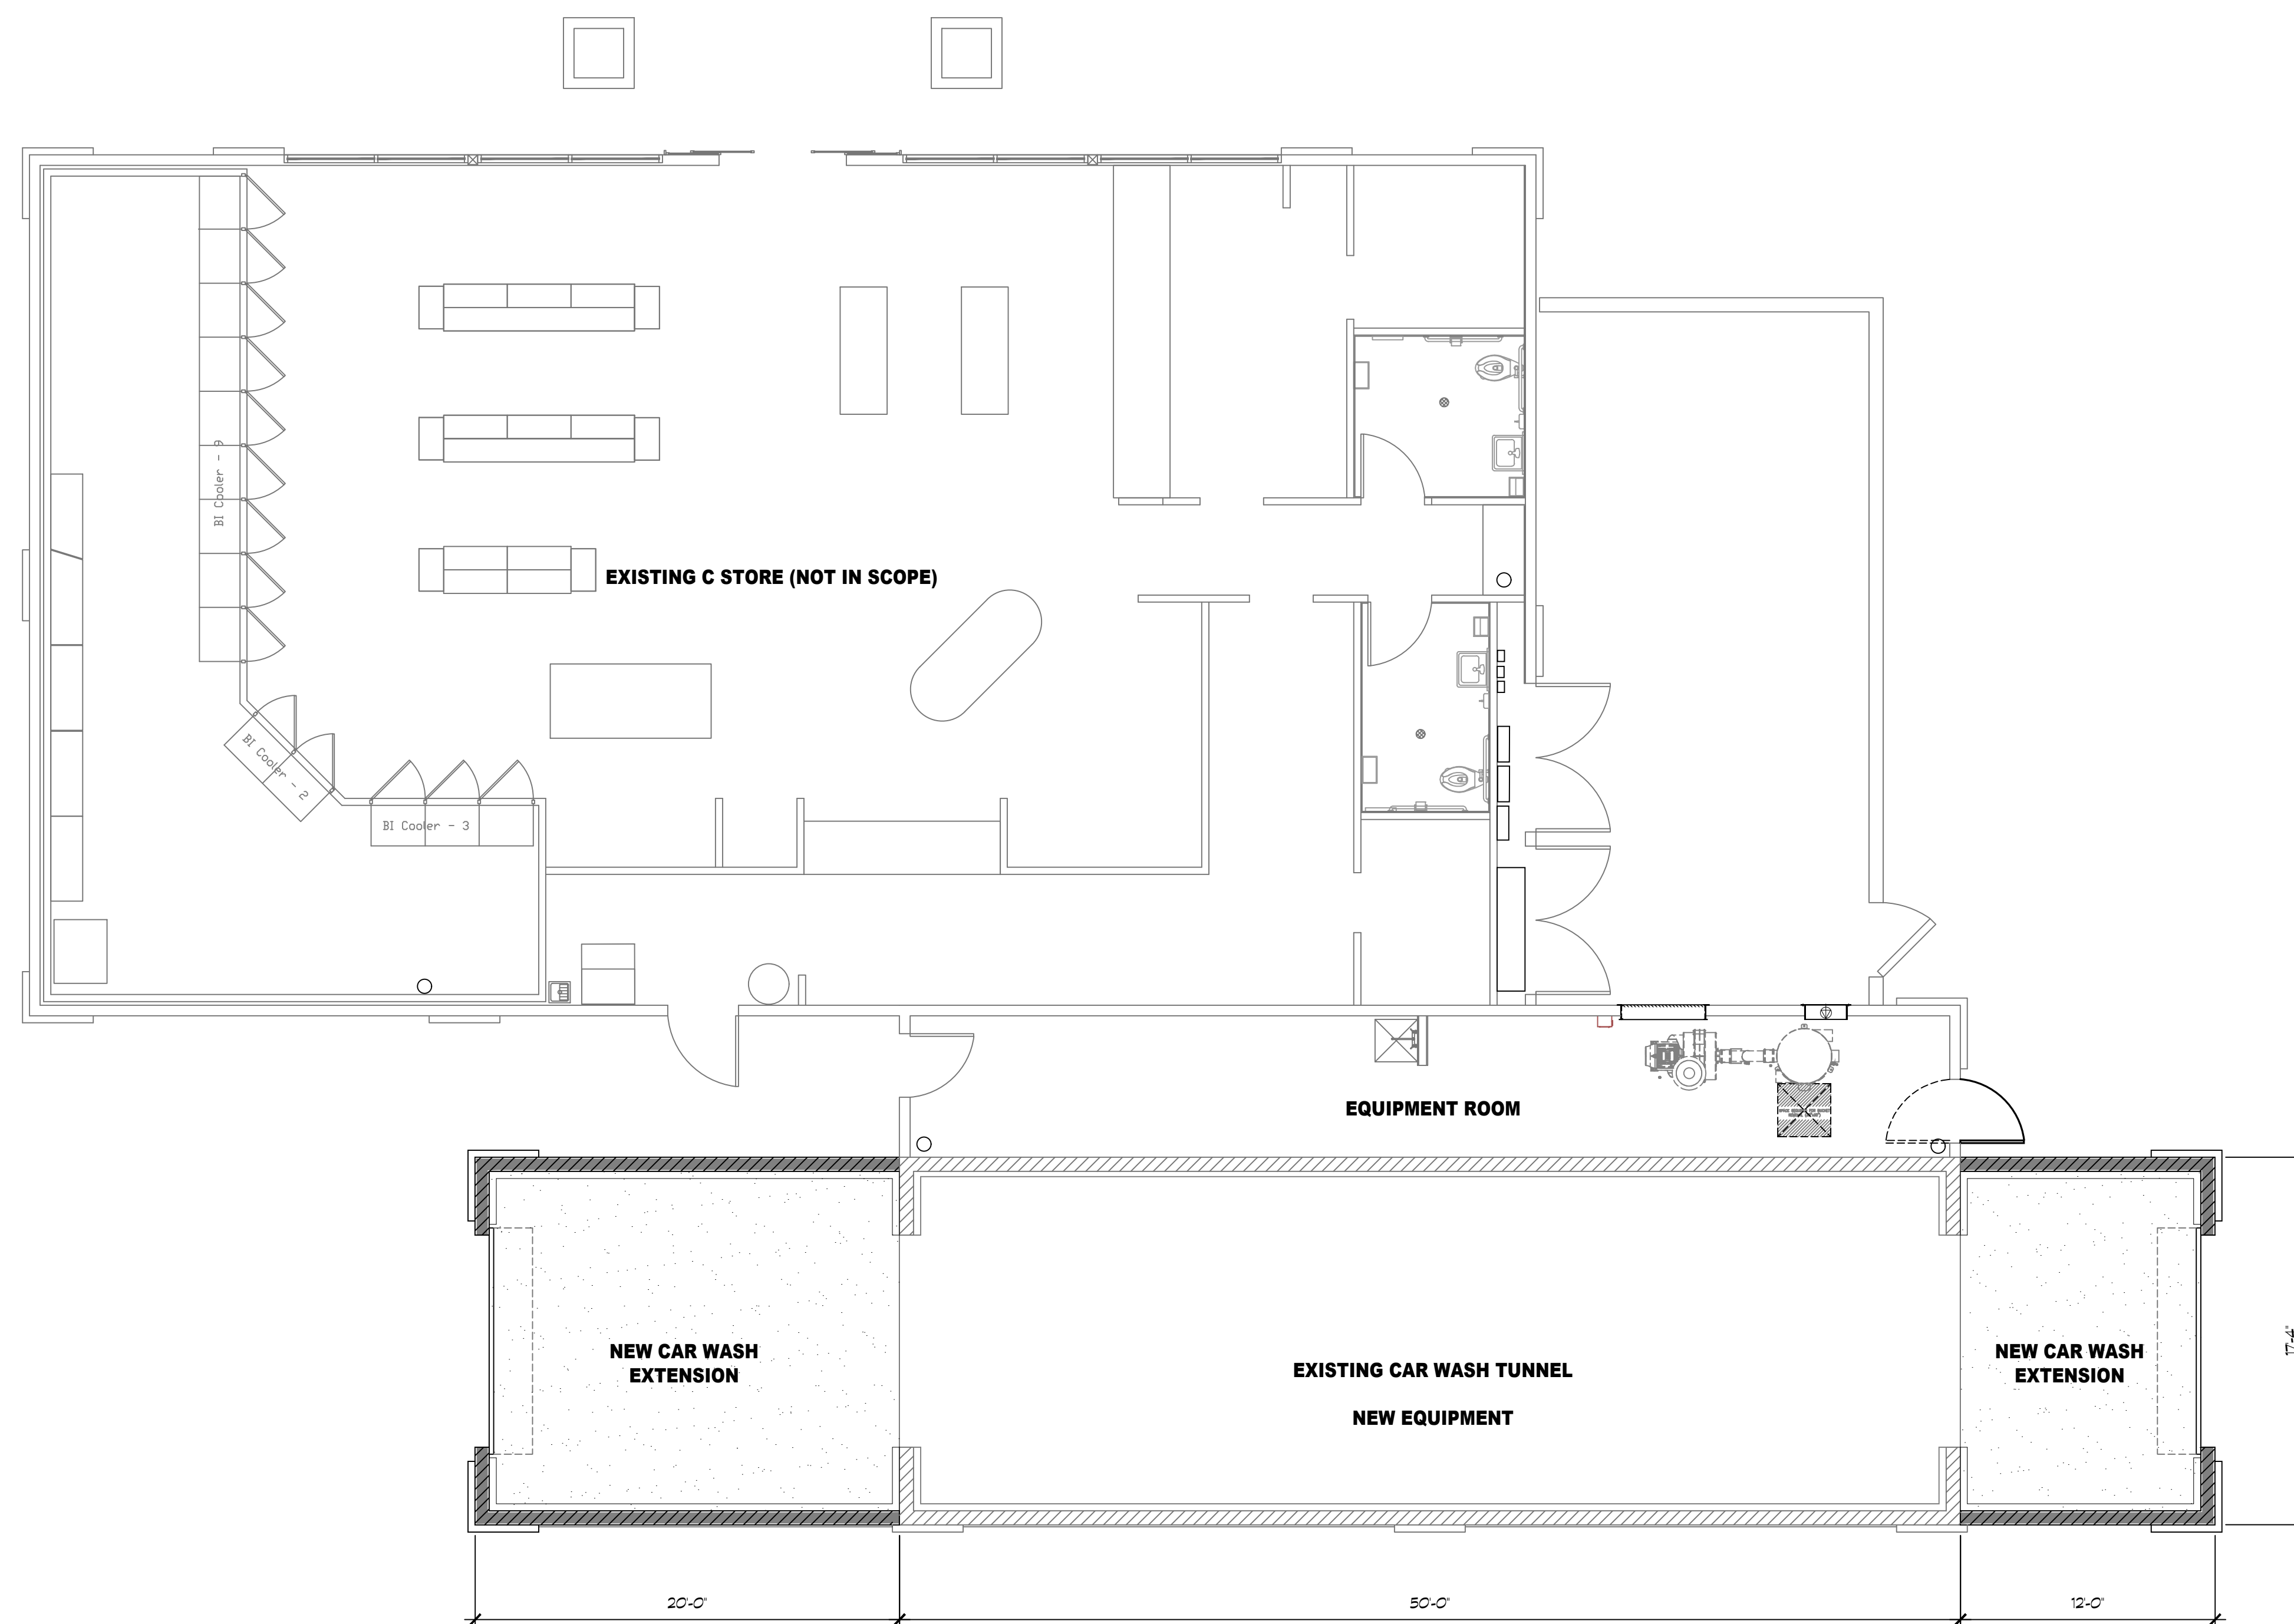 BI Cooler - 9
EXISTING C STORE (NOT IN SCOPE)
BI Cooler - 2
BI Cooler - 3
EQUIPMENT ROOM
NEW CAR WASH
EXTENSION
EXISTING CAR WASH TUNNEL
NEW EQUIPMENT
NEW CAR WASH
EXTENSION
17'-4"
20'-0"
50'-0"
12'-0"